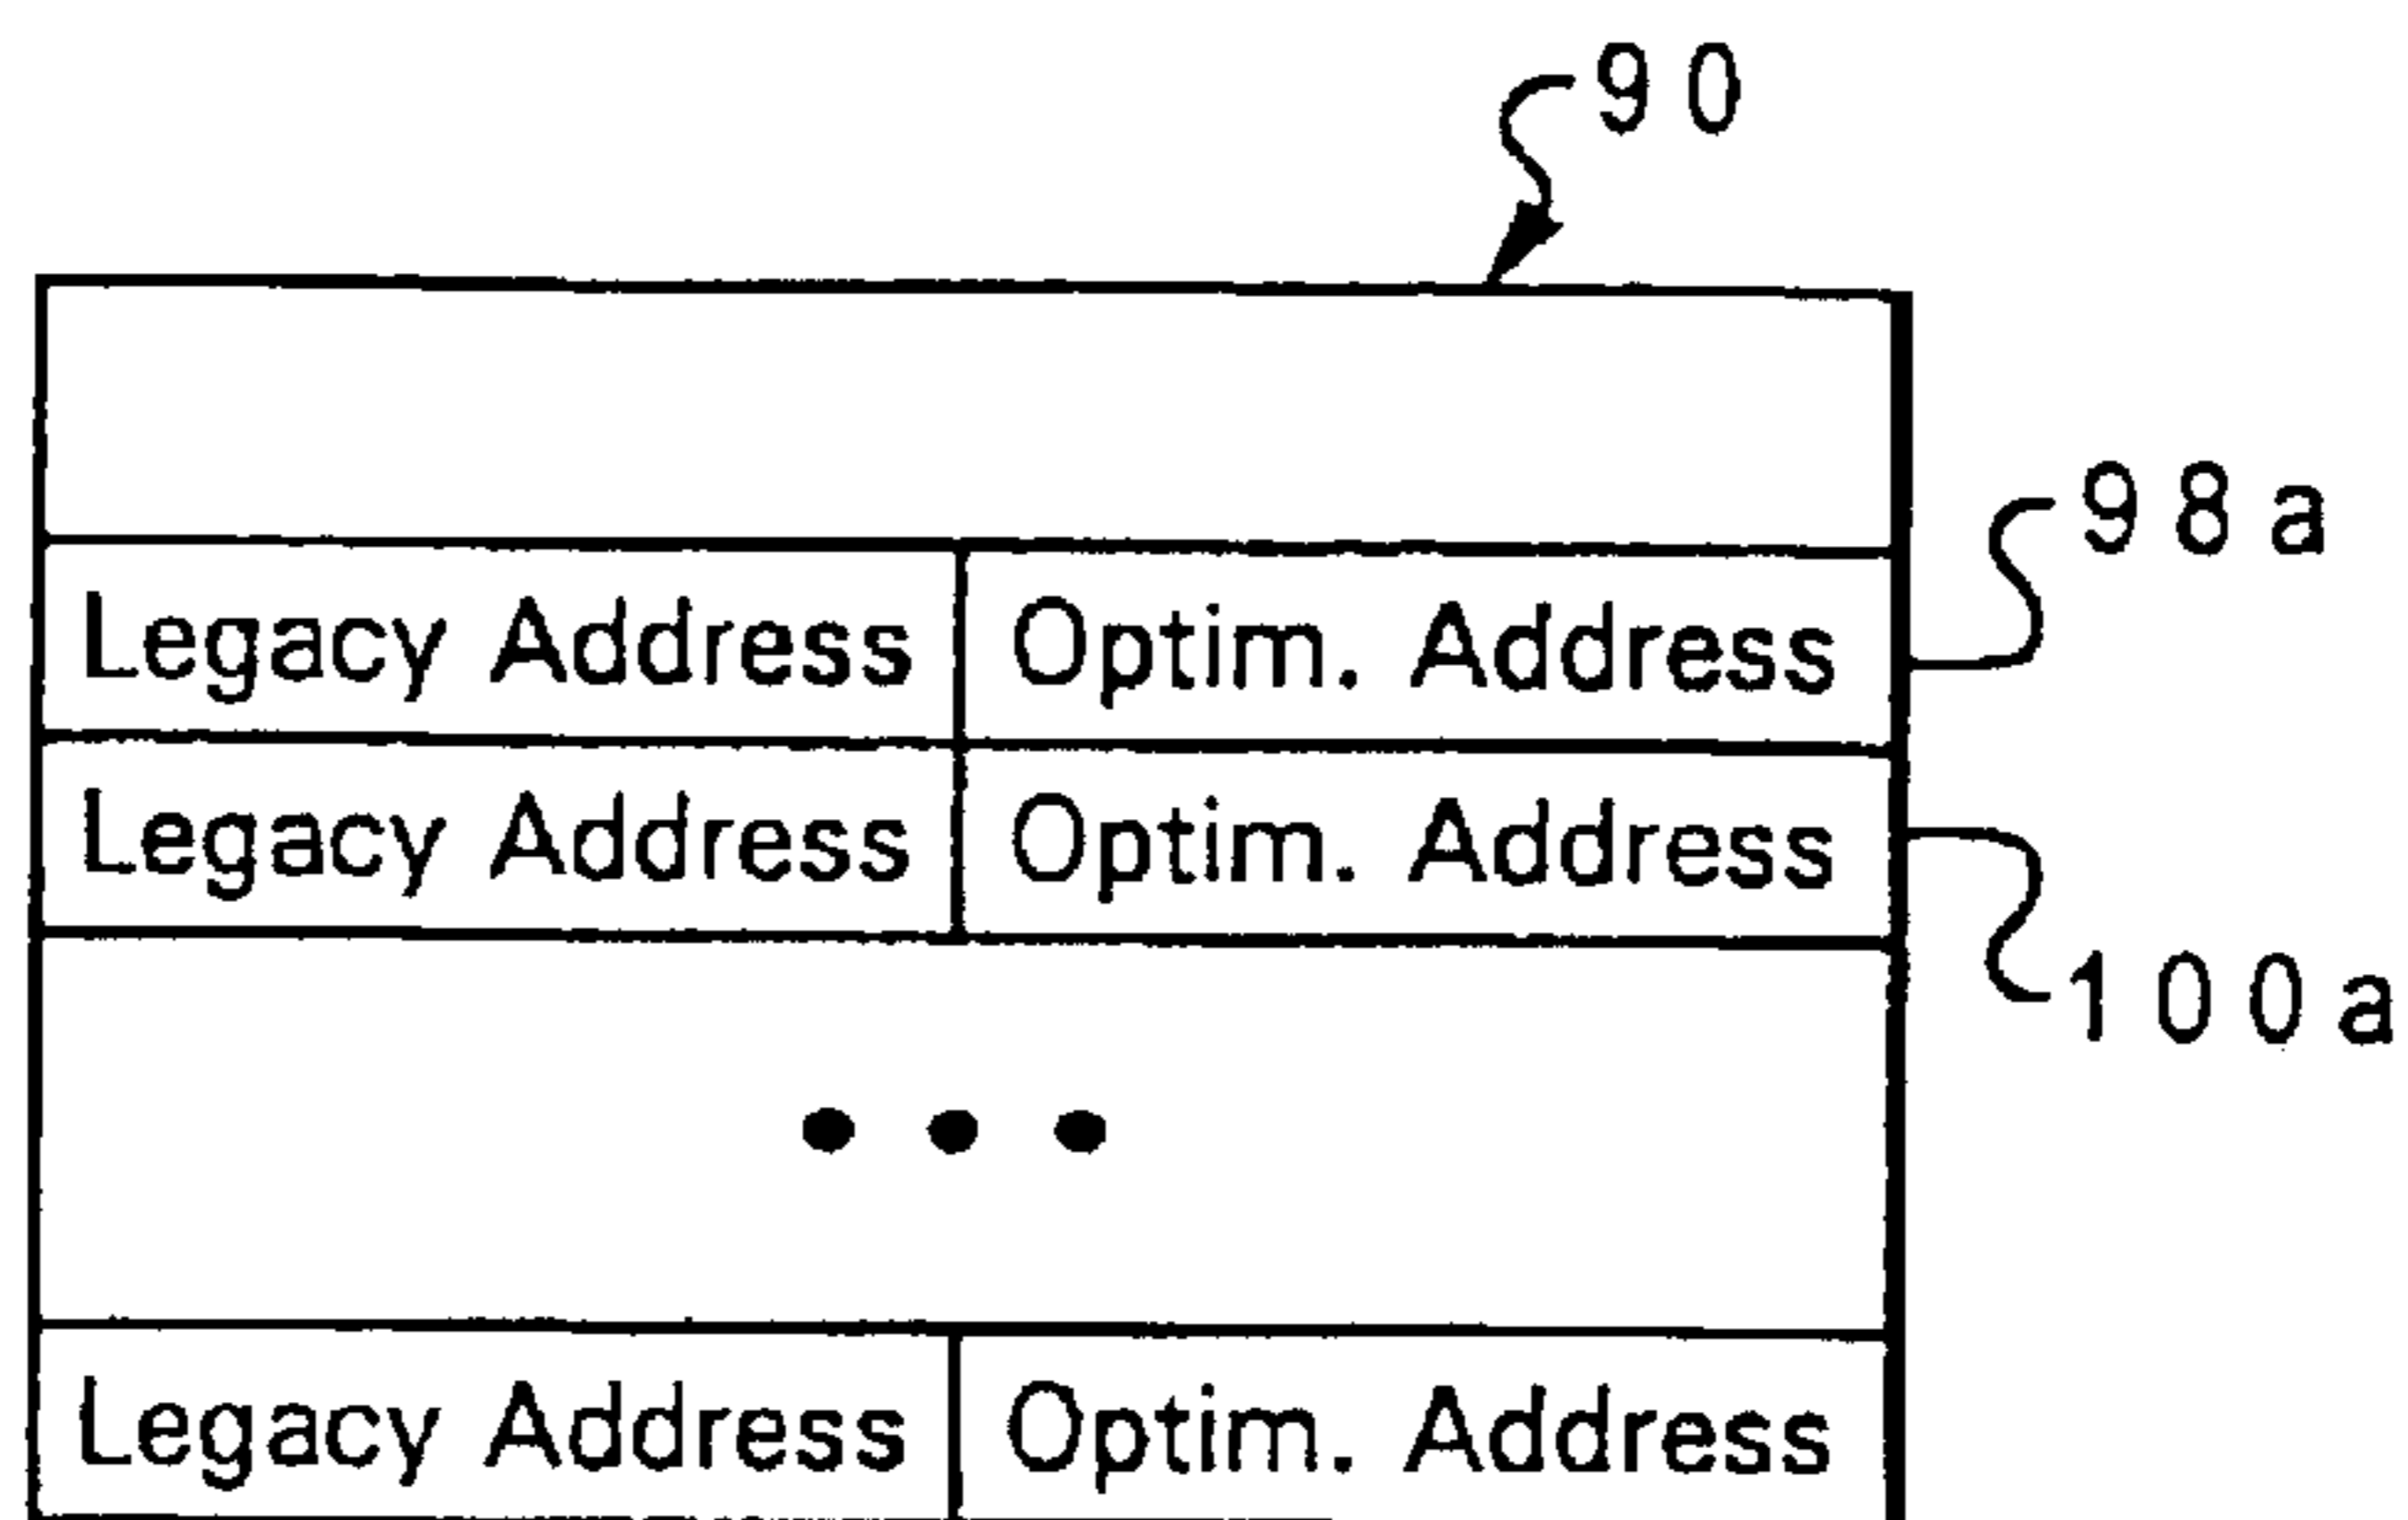 90
98a
Legacy Address Optim. Address
Legacy Address Optim. Address
100a
• • •
Legacy Address Optim. Address